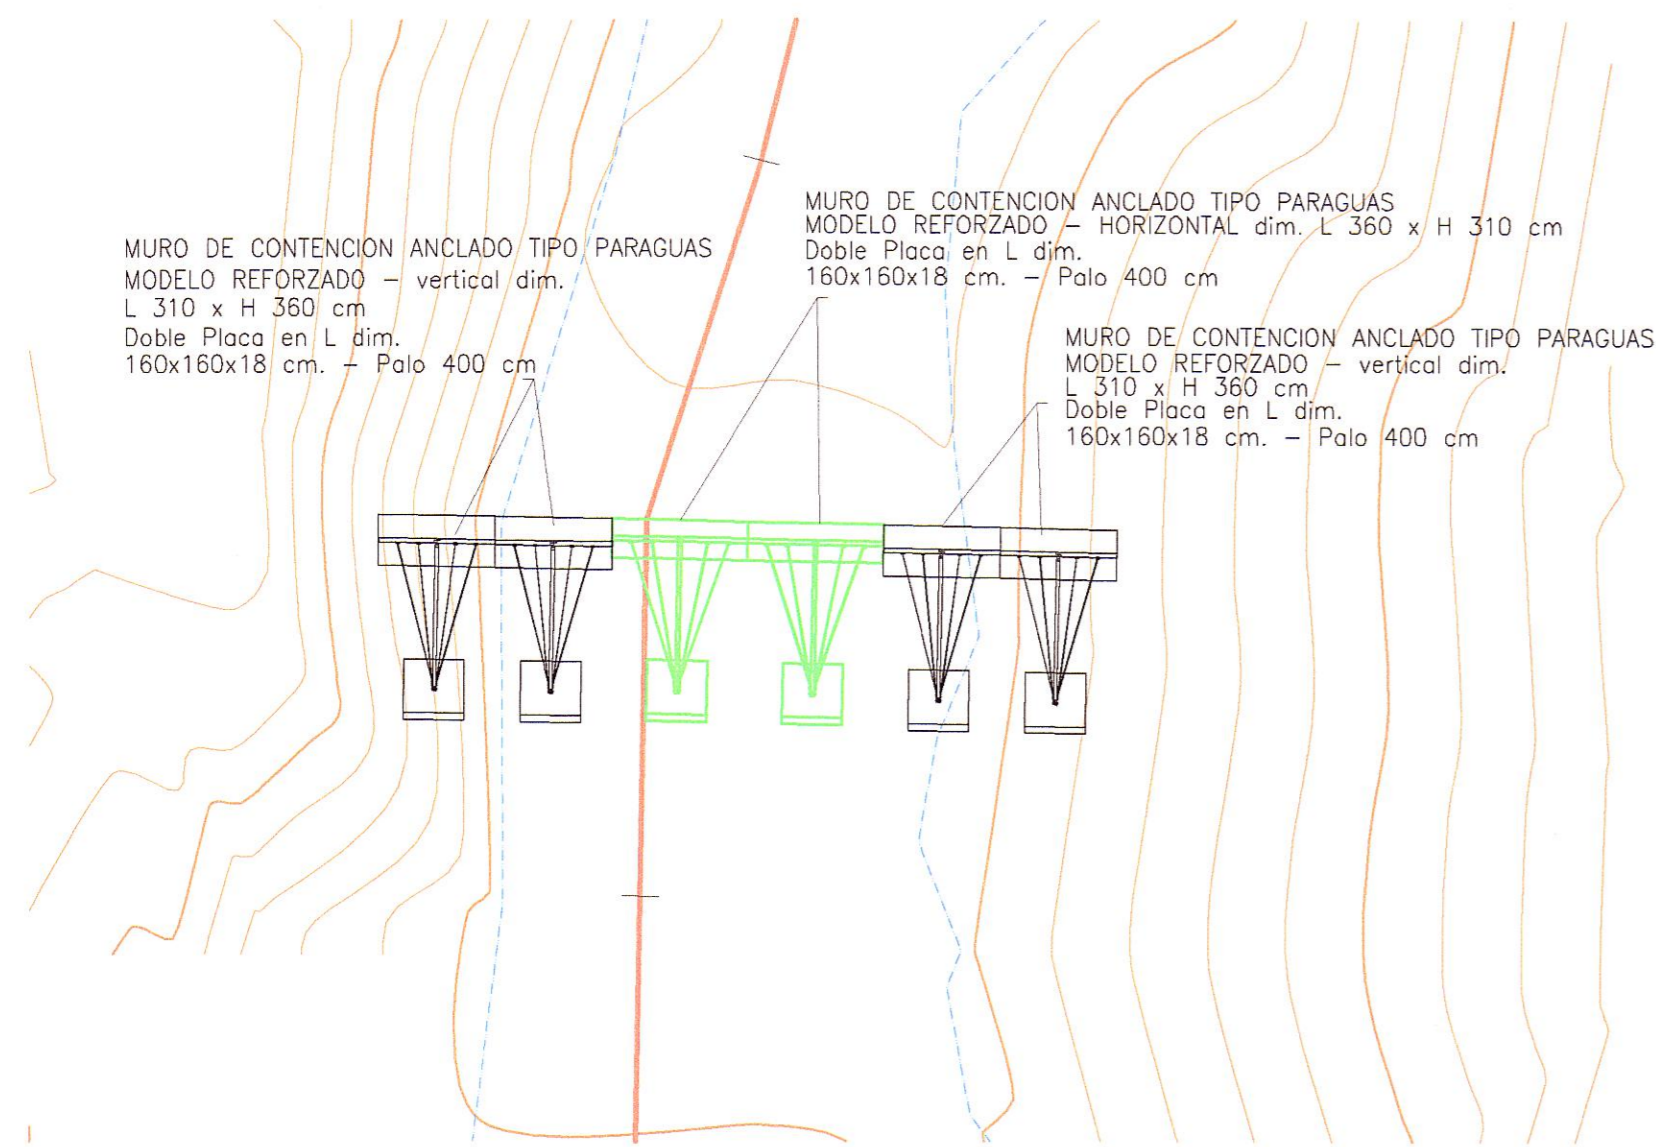 MURO DE CONTENCION ANCLADO TIPO PARAGUAS
MODELO REFORZADO – vertical dim.
L 310 x H 360 cm
Doble Placa en L dim.
160x160x18 cm. – Palo 400 cm
MURO DE CONTENCION ANCLADO TIPO PARAGUAS
MODELO REFORZADO – HORIZONTAL dim. L 360 x H 310 cm
Doble Placa en L dim.
160x160x18 cm. – Palo 400 cm
MURO DE CONTENCION ANCLADO TIPO PARAGUAS
MODELO REFORZADO – vertical dim.
L 310 x H 360 cm
Doble Placa en L dim.
160x160x18 cm. – Palo 400 cm